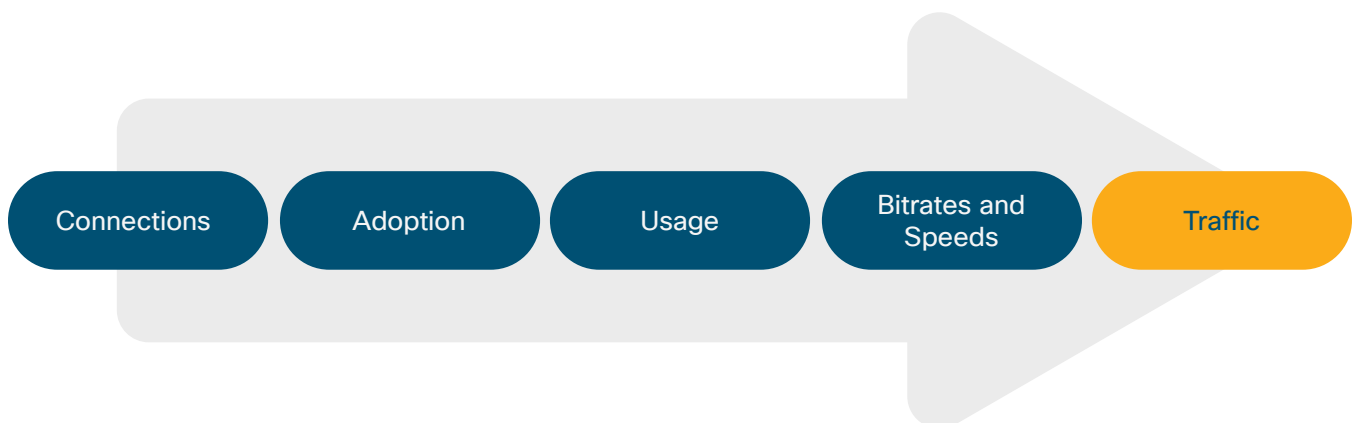 Connections
Adoption
Usage
Bitrates and
Speeds
Traffic